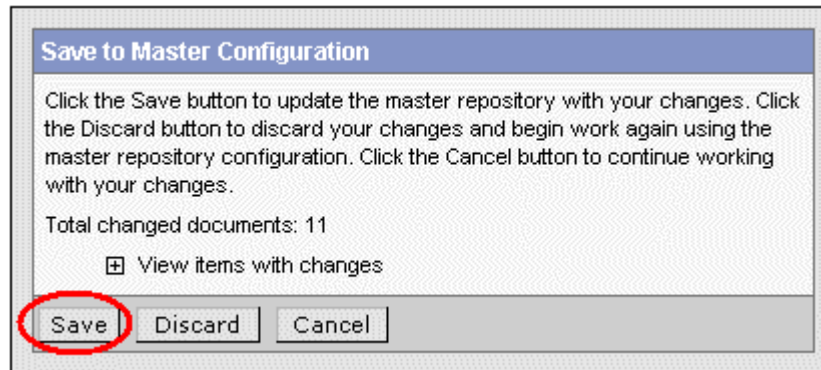 Save to Master Configuration
Click the Save button to update the master repository with your changes. Click
the Discard button to discard your changes and begin work again using the
master repository configuration. Click the Cancel button to continue working
with your changes.
Total changed documents: 11
View items with changes
Save Discard Cancel